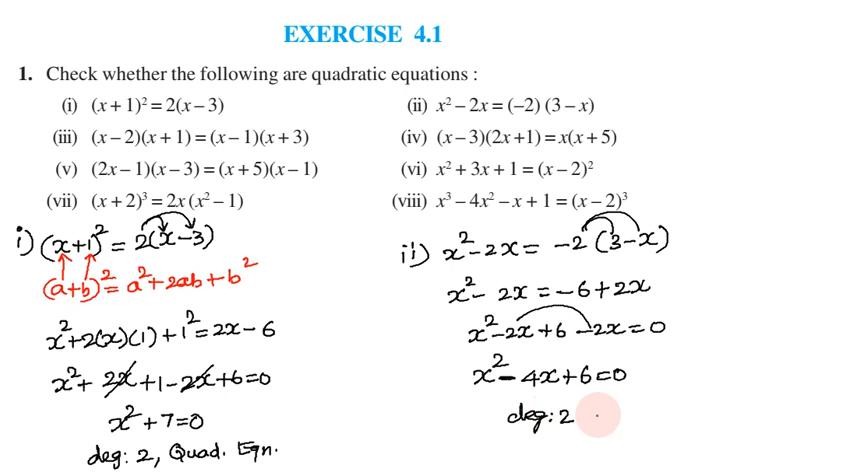 EXERCISE 4.1
1. Check whether the following are quadratic equations :
(i) (x + 1)² = 2(x – 3)
(ii) x² – 2x = (–2) (3 – x)
(iii) (x – 2)(x + 1) = (x – 1)(x + 3)
(iv) (x – 3)(2x +1) = x(x + 5)
(v) (2x – 1)(x – 3) = (x + 5)(x – 1)
(vi) x² + 3x + 1 = (x – 2)²
(vii) (x + 2)³ = 2x (x² – 1)
(viii) x³ – 4x² – x + 1 = (x – 2)³
i) (x+1)² = 2(x-3)
(a+b)² = a²+2ab+b²
x²+2(x)(1)+1²=2x-6
x²+2x+1-2x+6=0
x²+7=0
deg: 2, Quad. Eqn.
ii) x²-2x = -2(3-x)
x²-2x=-6+2x
x²-2x+6-2x=0
x²-4x+6=0
deg: 2